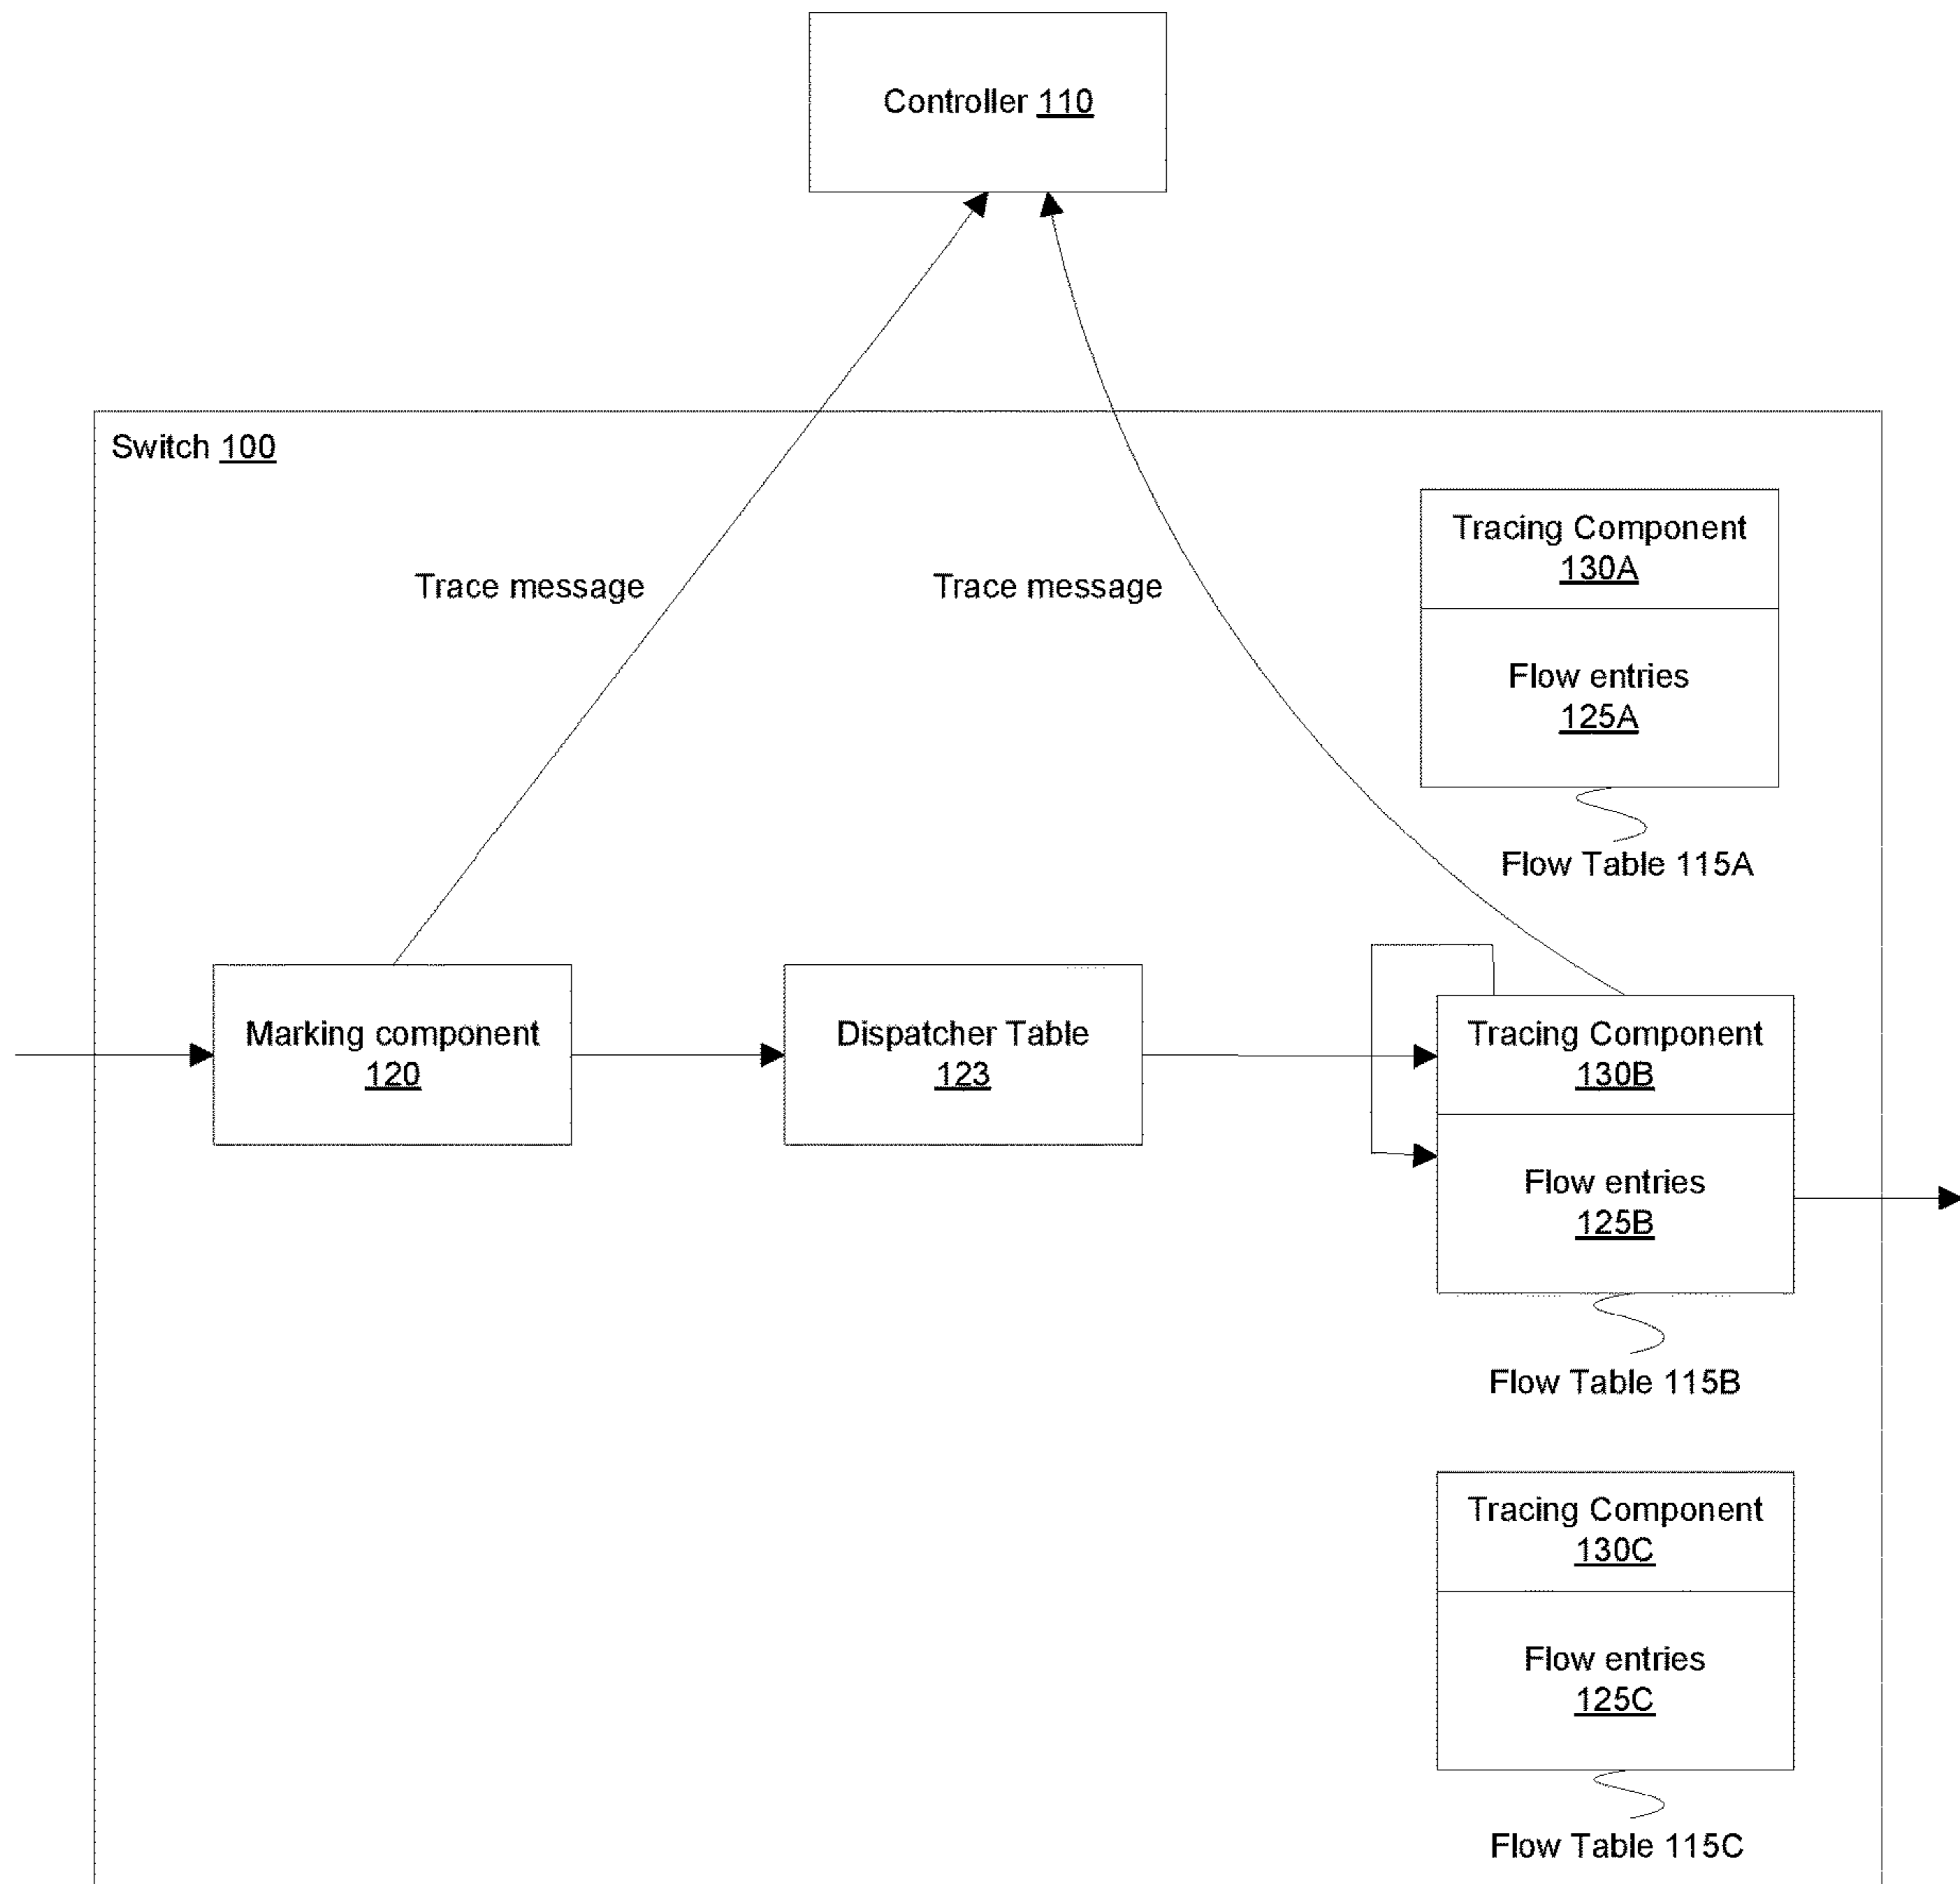 Controller 110
Switch 100
Trace message
Trace message
Tracing Component
130A
Flow entries
125A
Flow Table 115A
Marking component
120
Dispatcher Table
123
Tracing Component
130B
Flow entries
125B
Flow Table 115B
Tracing Component
130C
Flow entries
125C
Flow Table 115C